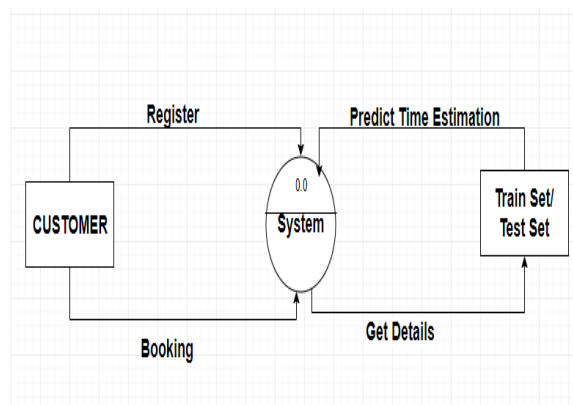 Register
Predict Time Estimation
0.0
CUSTOMER
System
Train Set/
Test Set
Booking
Get Details